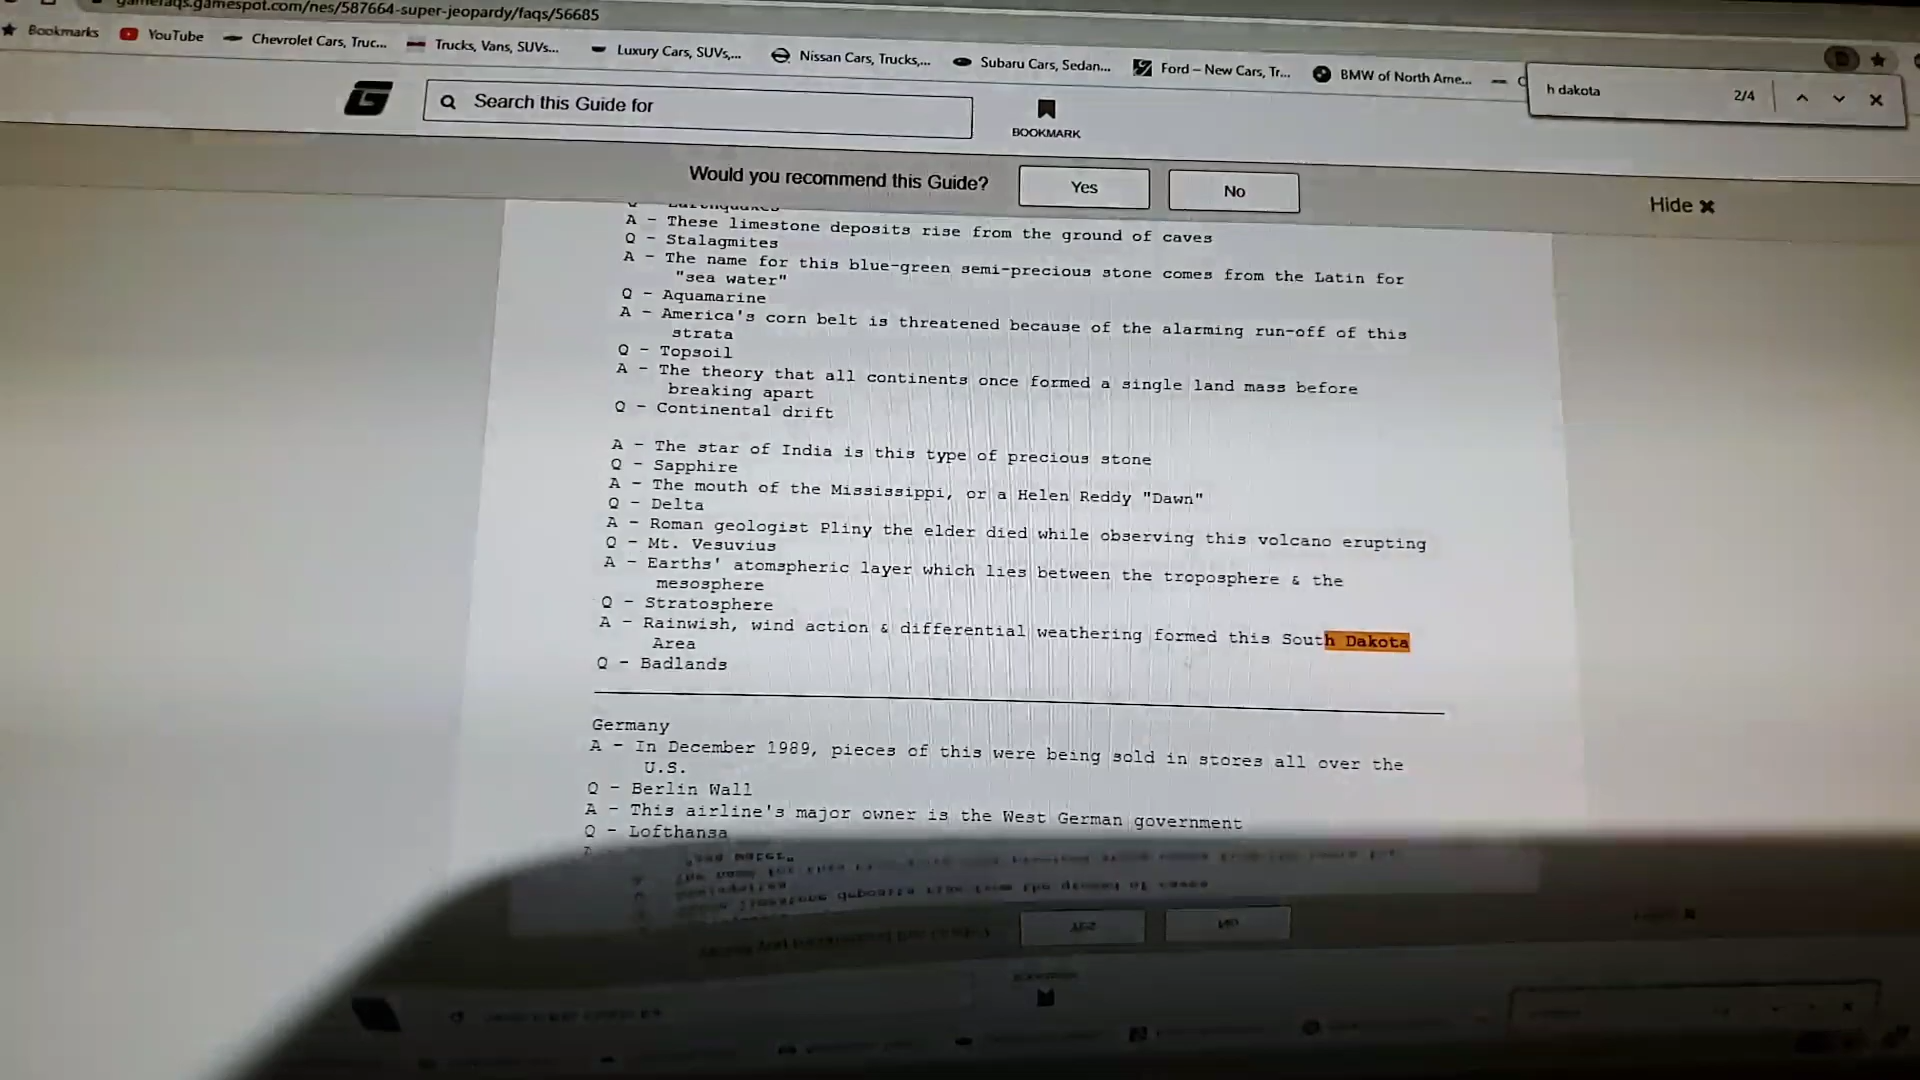 gamefaqs.gamespot.com/nes/587664-super-jeopardy/faqs/56685
Bookmarks YouTube Chevrolet Cars, Truc... Trucks, Vans, SUVs... Luxury Cars, SUVs,... Nissan Cars, Trucks,... Subaru Cars, Sedan... Ford – New Cars, Tr... BMW of North Ame...
h dakota 2/4
Search this Guide for
BOOKMARK
Would you recommend this Guide? Yes No
Hide ✖
Q - Earthquakes
A - These limestone deposits rise from the ground of caves
Q - Stalagmites
A - The name for this blue-green semi-precious stone comes from the Latin for
"sea water"
Q - Aquamarine
A - America's corn belt is threatened because of the alarming run-off of this
strata
Q - Topsoil
A - The theory that all continents once formed a single land mass before
breaking apart
Q - Continental drift
A - The star of India is this type of precious stone
Q - Sapphire
A - The mouth of the Mississippi, or a Helen Reddy "Dawn"
Q - Delta
A - Roman geologist Pliny the elder died while observing this volcano erupting
Q - Mt. Vesuvius
A - Earths' atomspheric layer which lies between the troposphere & the
mesosphere
Q - Stratosphere
A - Rainwish, wind action & differential weathering formed this South Dakota
Area
Q - Badlands
Germany
A - In December 1989, pieces of this were being sold in stores all over the
U.S.
Q - Berlin Wall
A - This airline's major owner is the West German government
Q - Lofthansa